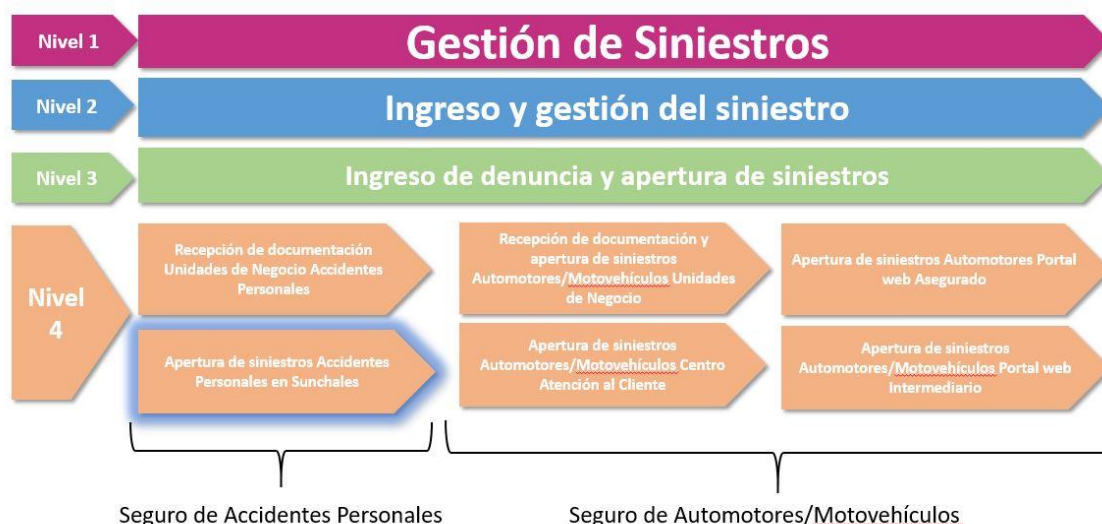 Nivel 1
Gestión de Siniestros
Nivel 2
Ingreso y gestión del siniestro
Nivel 3
Ingreso de denuncia y apertura de siniestros
Nivel
4
Recepción de documentación
Unidades de Negocio Accidentes
Personales
Recepción de documentación y
apertura de siniestros
Automotores/Motovehículos Unidades
de Negocio
Apertura de siniestros Automotores Portal
web Asegurado
Apertura de siniestros Accidentes
Personales en Sunchales
Apertura de siniestros
Automotores/Motovehículos Centro
Atención al Cliente
Apertura de siniestros
Automotores/Motovehículos Portal web
Intermediario
Seguro de Accidentes Personales
Seguro de Automotores/Motovehículos